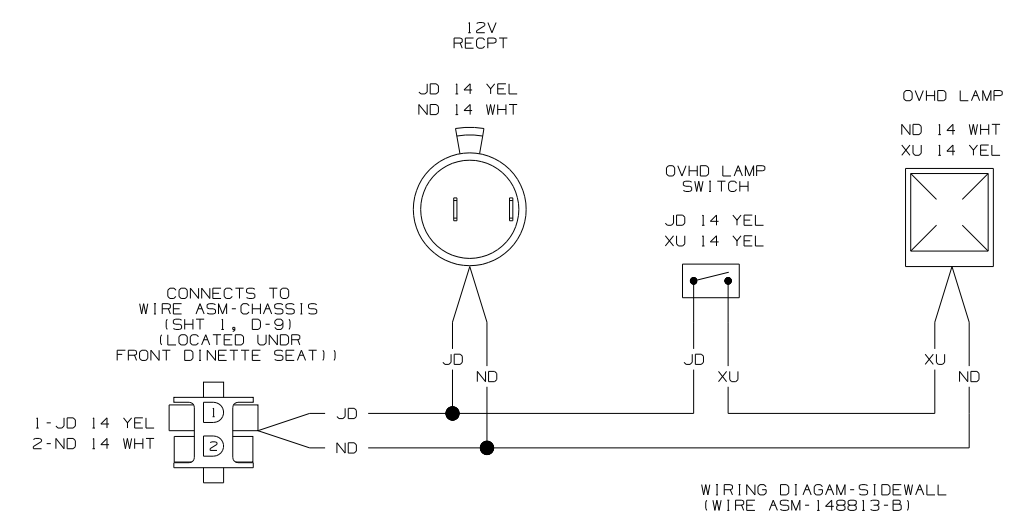 12V
RECPT
JD 14 YEL
ND 14 WHT
OVHD LAMP
ND 14 WHT
XU 14 YEL
OVHD LAMP
SWITCH
JD 14 YEL
XU 14 YEL
CONNECTS TO
WIRE ASM-CHASSIS
(SHT 1, D-9)
(LOCATED UNDR
FRONT DINETTE SEAT))
JD
ND
JD
XU
XU
ND
1-JD 14 YEL
2-ND 14 WHT
1
2
JD
ND
WIRING DIAGAM-SIDEWALL
(WIRE ASM-148813-B)